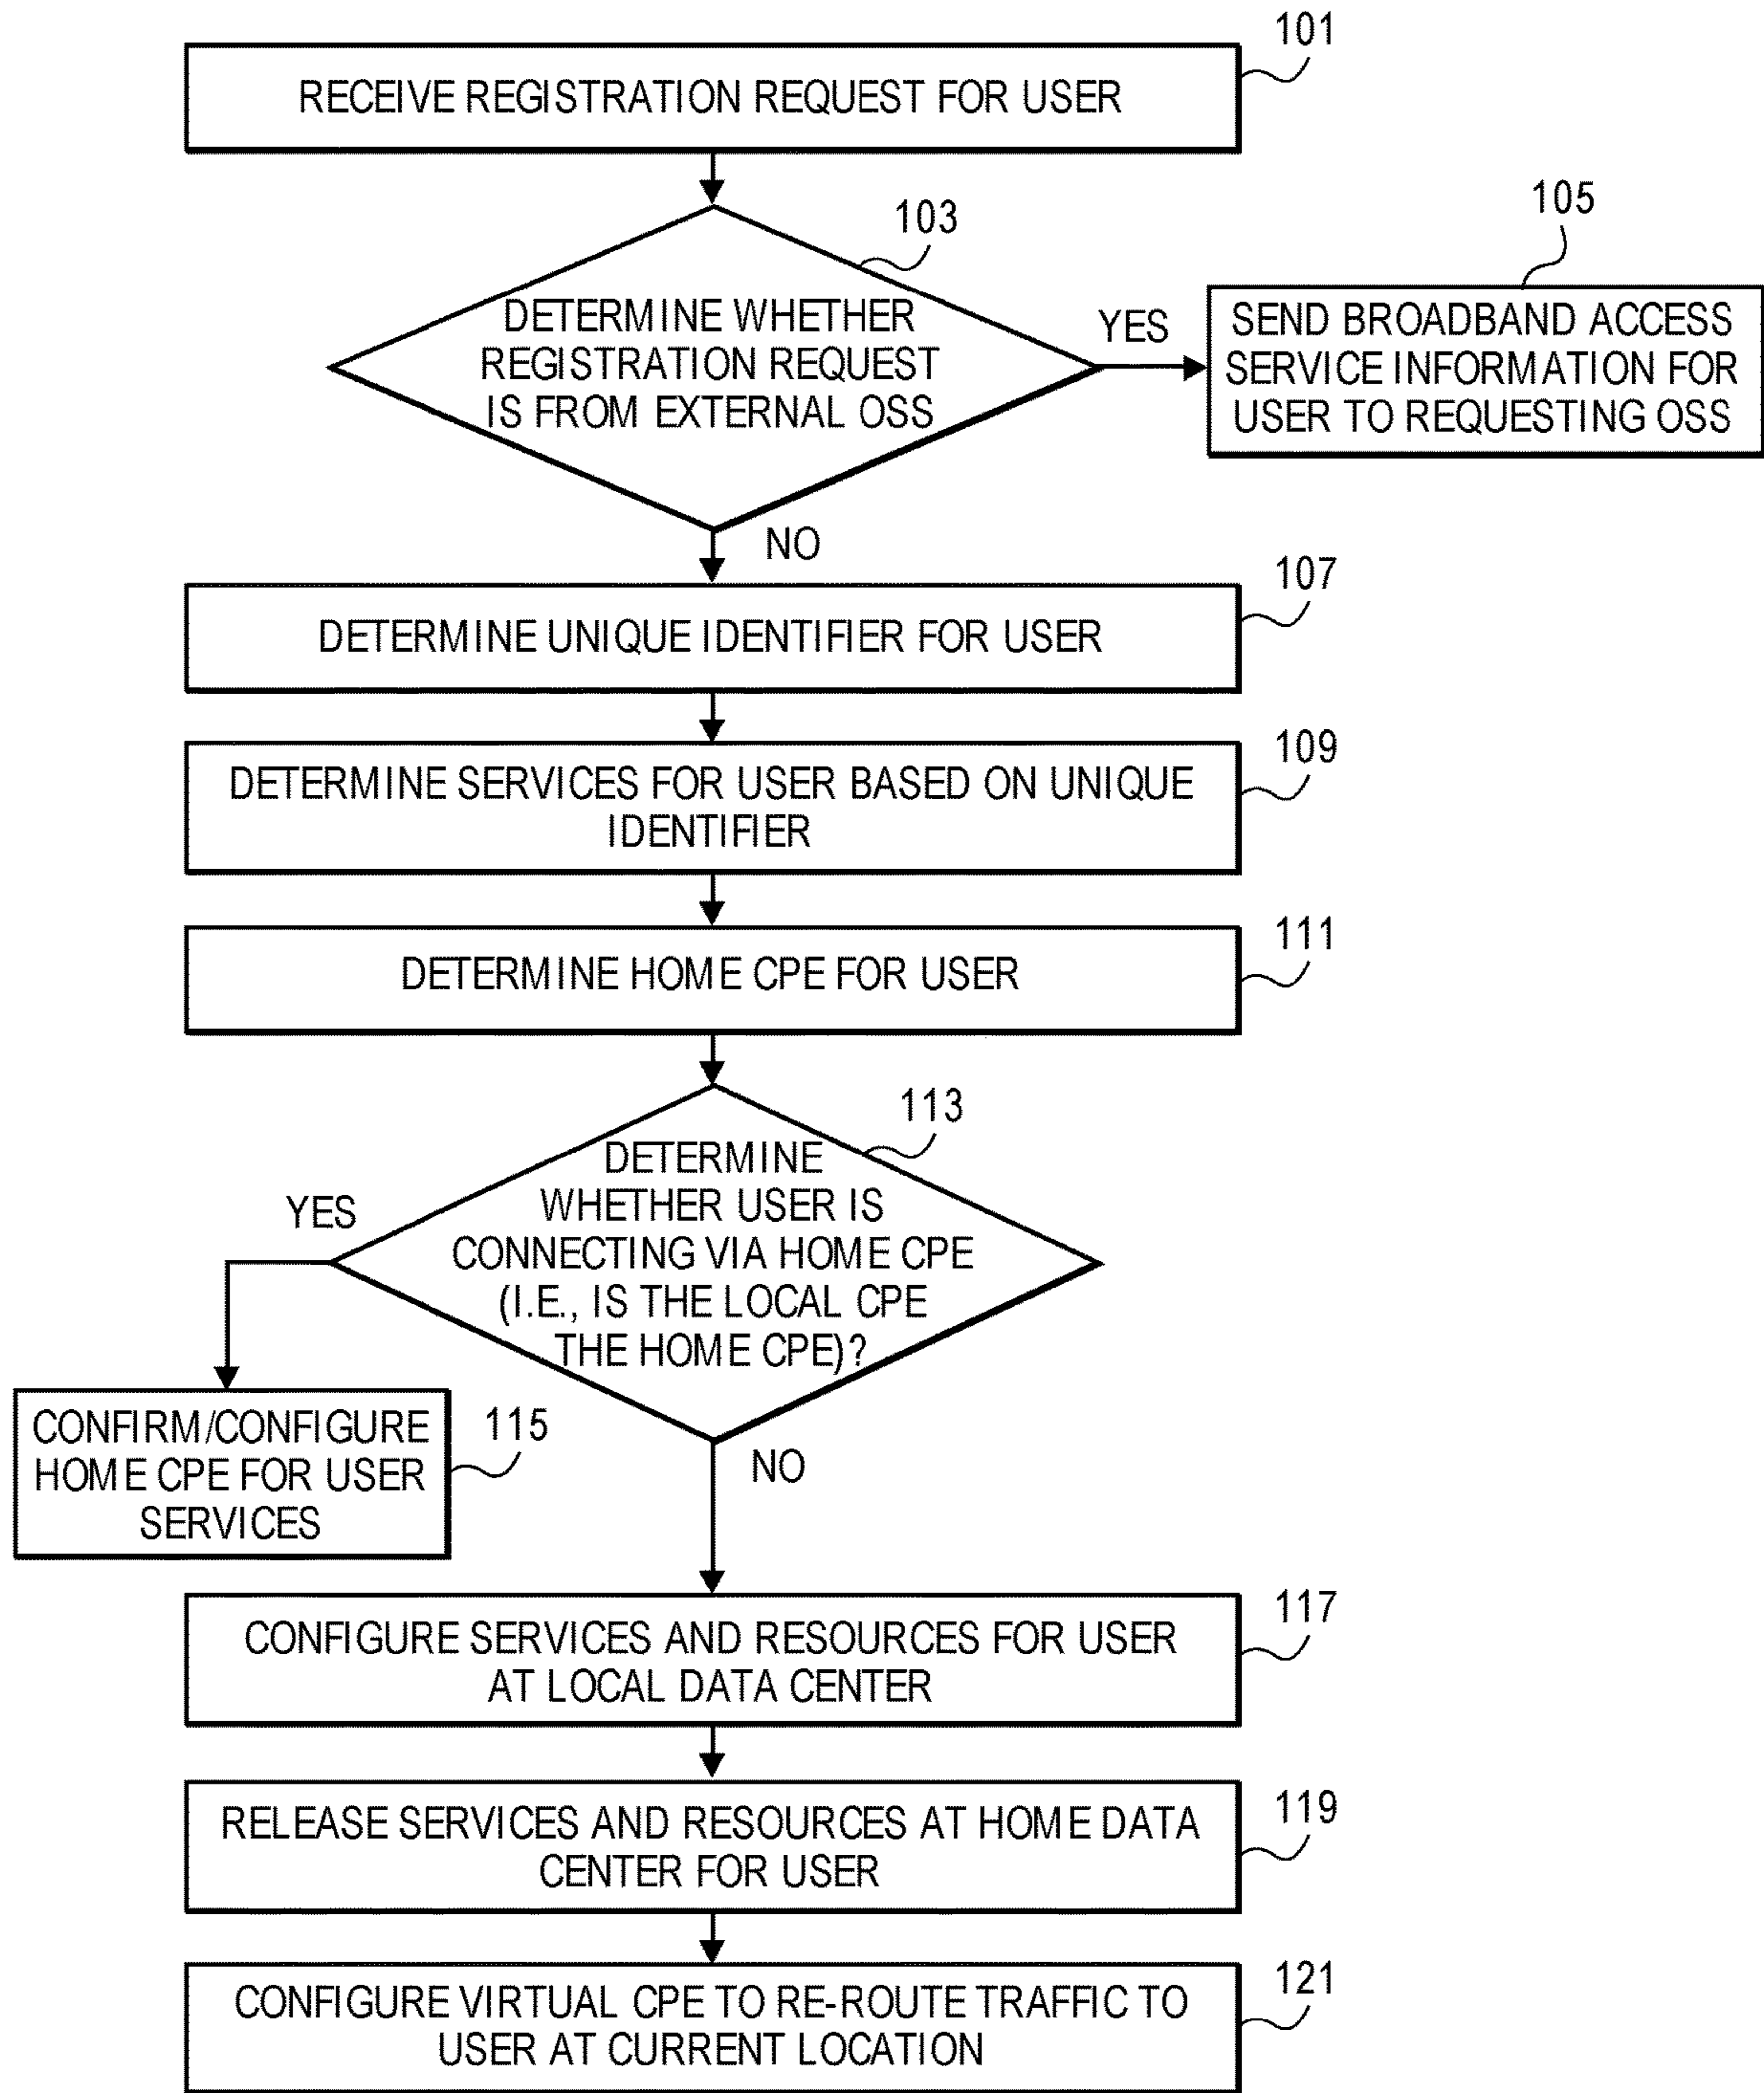 101
RECEIVE REGISTRATION REQUEST FOR USER
103
DETERMINE WHETHER
REGISTRATION REQUEST
IS FROM EXTERNAL OSS
YES
105
SEND BROADBAND ACCESS
SERVICE INFORMATION FOR
USER TO REQUESTING OSS
NO
107
DETERMINE UNIQUE IDENTIFIER FOR USER
109
DETERMINE SERVICES FOR USER BASED ON UNIQUE
IDENTIFIER
111
DETERMINE HOME CPE FOR USER
113
DETERMINE
WHETHER USER IS
CONNECTING VIA HOME CPE
(I.E., IS THE LOCAL CPE
THE HOME CPE)?
YES
CONFIRM/CONFIGURE
HOME CPE FOR USER
SERVICES
115
NO
117
CONFIGURE SERVICES AND RESOURCES FOR USER
AT LOCAL DATA CENTER
119
RELEASE SERVICES AND RESOURCES AT HOME DATA
CENTER FOR USER
121
CONFIGURE VIRTUAL CPE TO RE-ROUTE TRAFFIC TO
USER AT CURRENT LOCATION